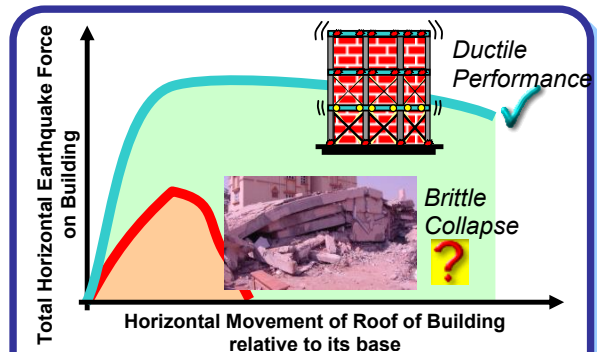 Total Horizontal Earthquake Force
on Building
Ductile
Performance
Brittle
Collapse
?
Horizontal Movement of Roof of Building
relative to its base